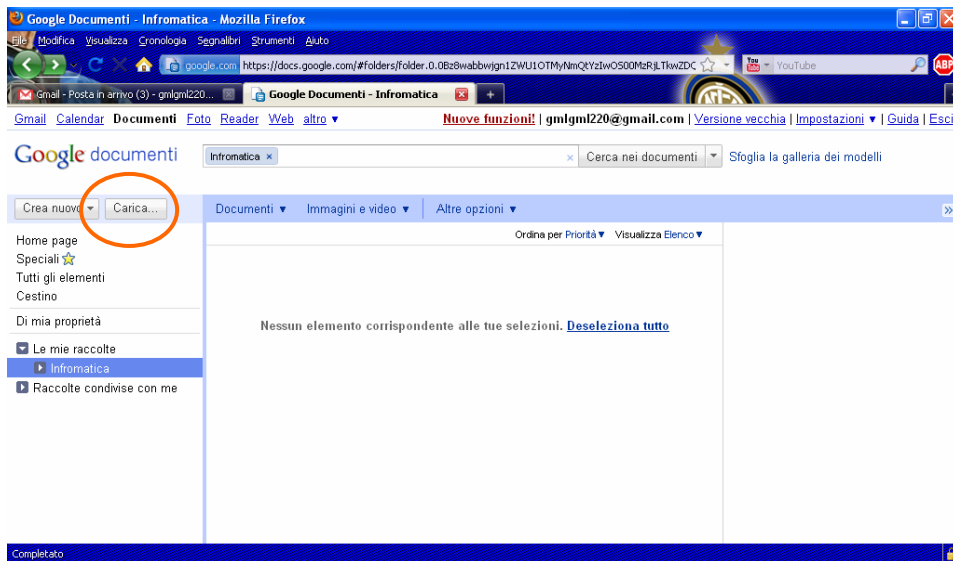 Google Documenti - Infromatica - Mozilla Firefox
File Modifica Visualizza Cronologia Segnalibri Strumenti Aiuto
google.com https://docs.google.com/#folders/folder.0.0Bz8wabbwjgn1ZWU1OTMyNmQtYzIwOS00MzRjLTkwZDC You Tube YouTube ABP
Gmail - Posta in arrivo (3) - gmlgml220... Google Documenti - Infromatica +
Gmail Calendar Documenti Foto Reader Web altro ▼ Nuove funzioni! | gmlgml220@gmail.com | Versione vecchia | Impostazioni ▼ | Guida | Esci
Google documenti Infromatica × × Cerca nei documenti Sfoglia la galleria dei modelli
Crea nuovo Carica... Documenti ▼ Immagini e video ▼ Altre opzioni ▼ »
Ordina per Priorità ▼ Visualizza Elenco ▼
Home page
Speciali
Tutti gli elementi
Cestino
Di mia proprietà
Nessun elemento corrispondente alle tue selezioni. Deseleziona tutto
Le mie raccolte
Infromatica
Raccolte condivise con me
Completato